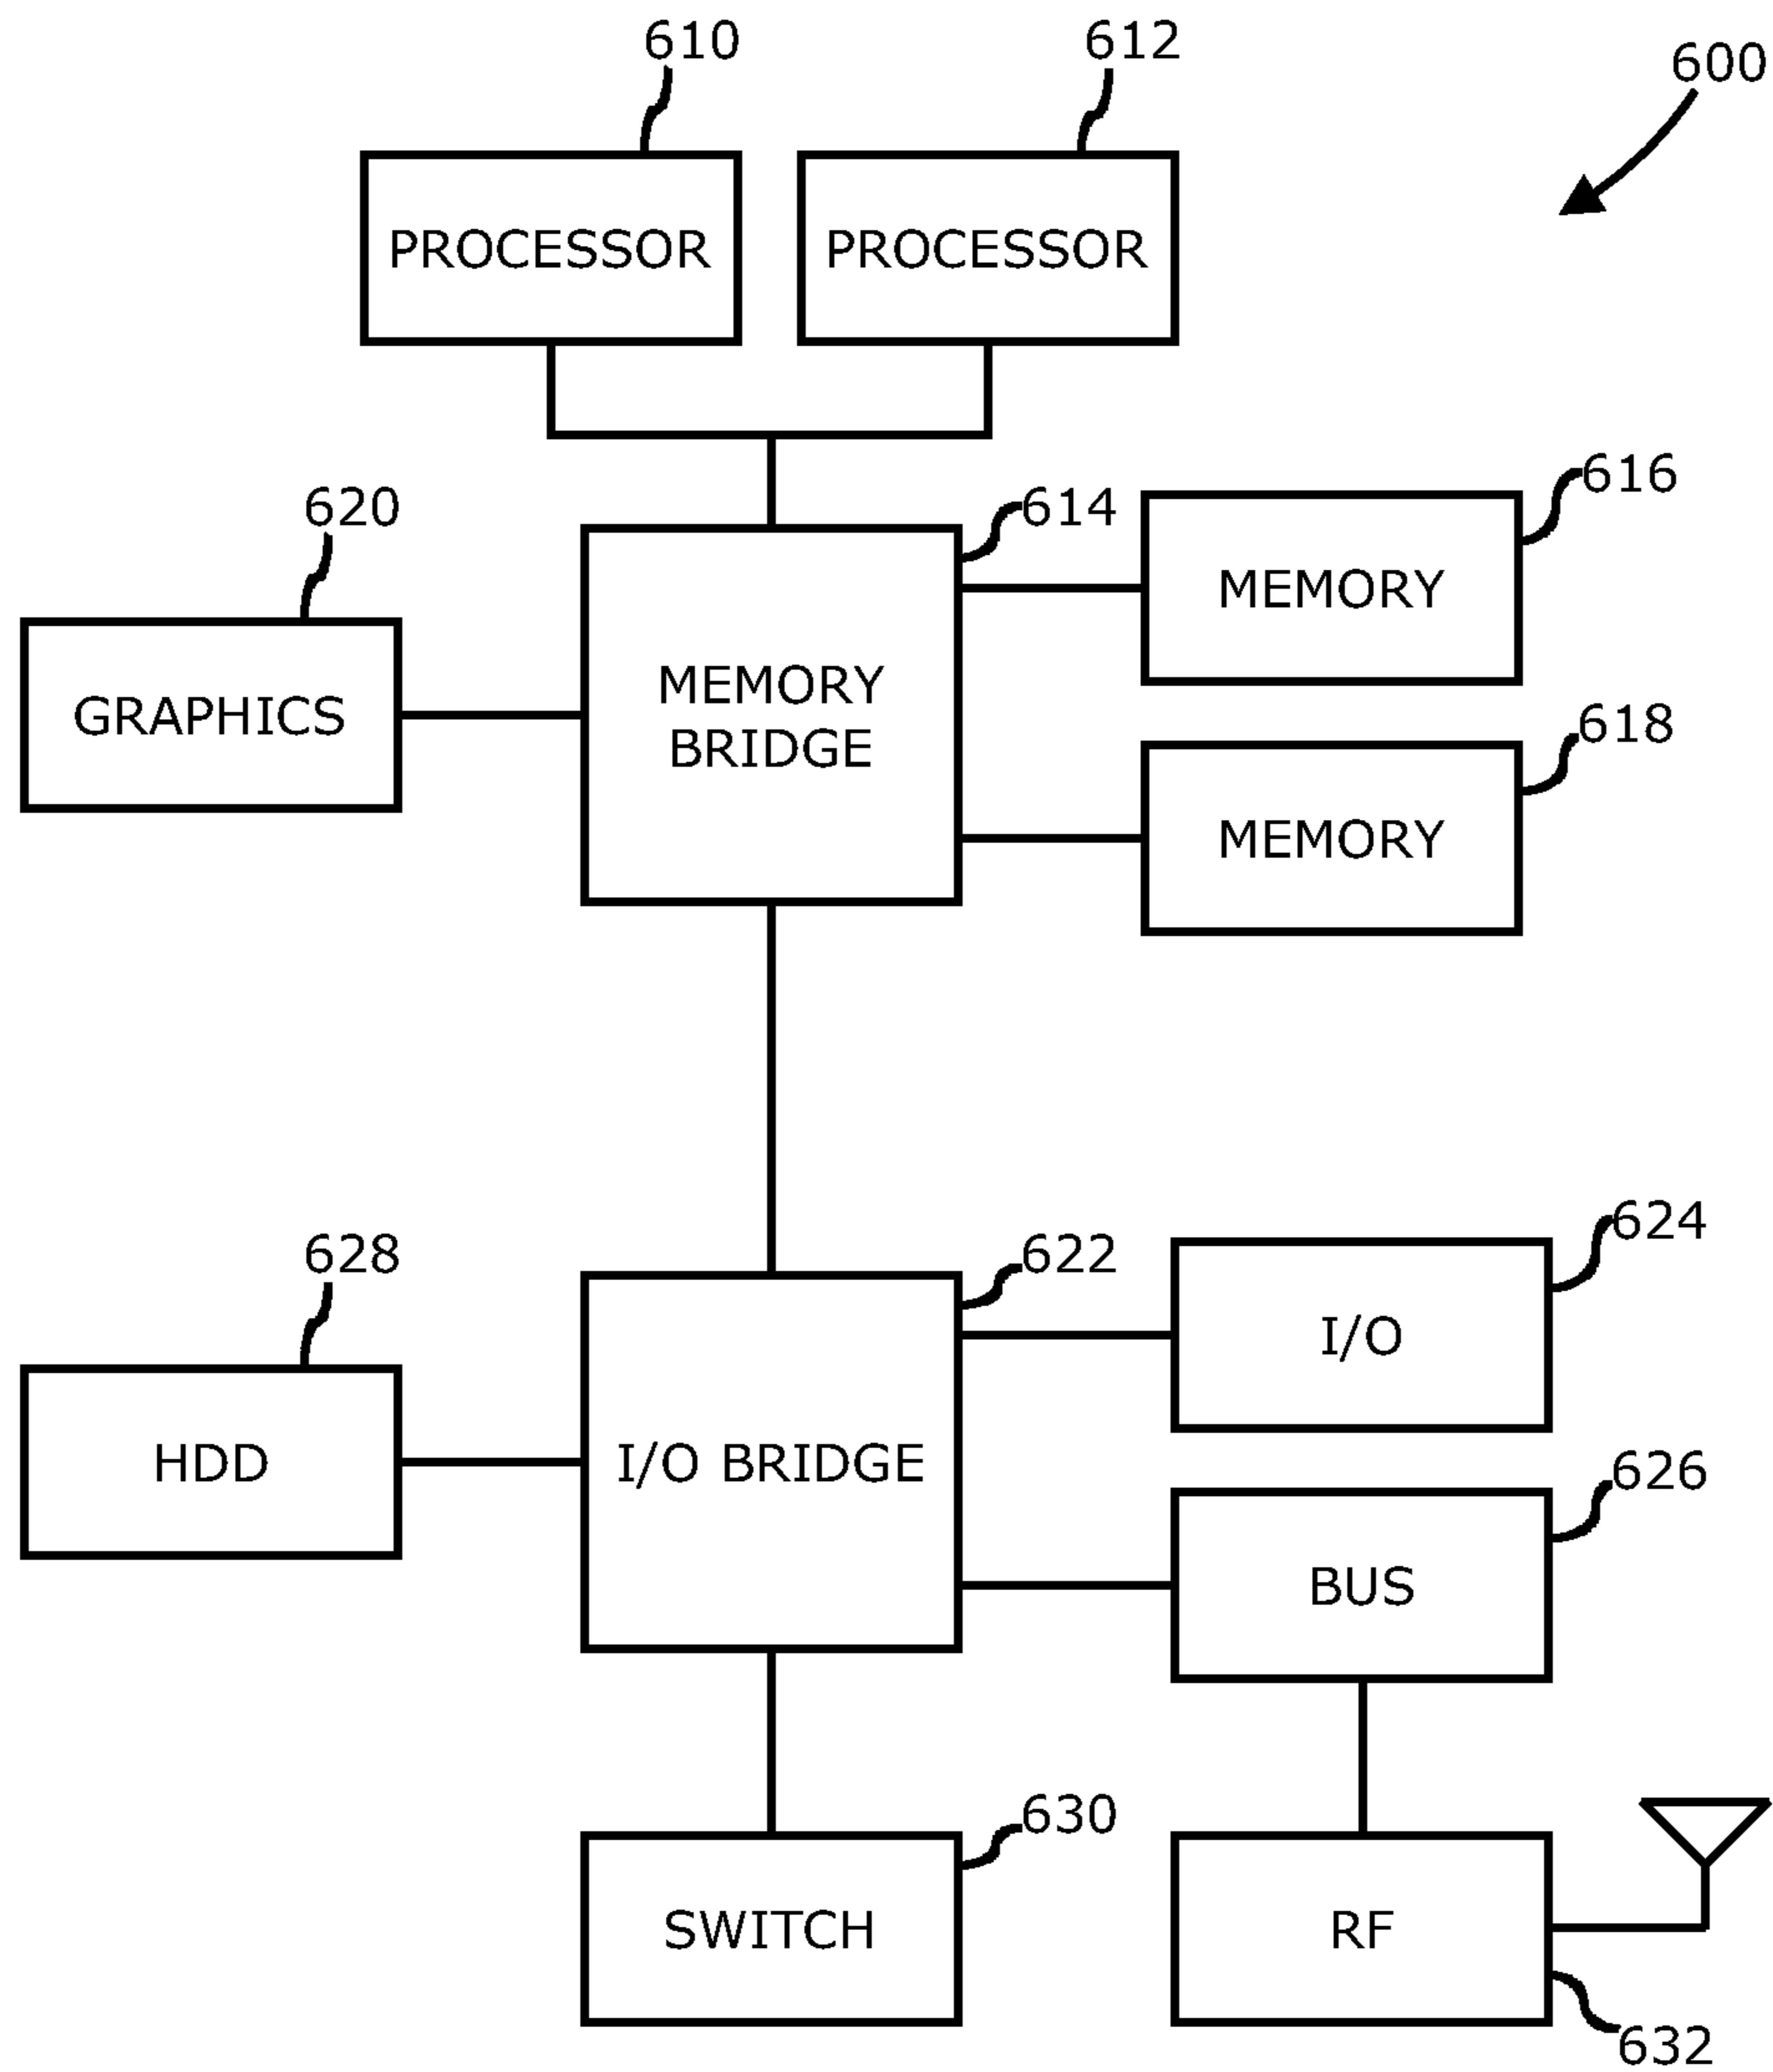 610
612
600
PROCESSOR
PROCESSOR
616
620
614
MEMORY
MEMORY
BRIDGE
GRAPHICS
618
MEMORY
624
628
622
I/O
HDD
I/O BRIDGE
626
BUS
630
SWITCH
RF
632